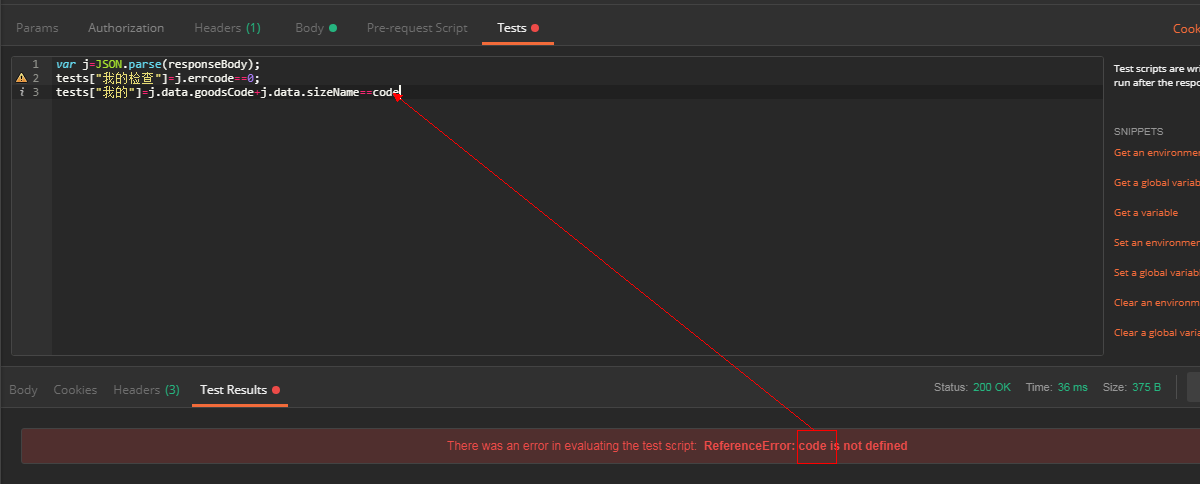 Params Authorization Headers (1) Body Pre-request Script Tests Cook
1 var j=JSON.parse(responseBody);
2 tests["我的检查"]=j.errcode==0;
i 3 tests["我的"]=j.data.goodsCode+j.data.sizeName==code
Test scripts are wri
run after the respo
SNIPPETS
Get an environmen
Get a global variab
Get a variable
Set an environmen
Set a global variabl
Clear an environm
Clear a global varia
Body Cookies Headers (3) Test Results Status: 200 OK Time: 36 ms Size: 375 B
There was an error in evaluating the test script: ReferenceError: code is not defined